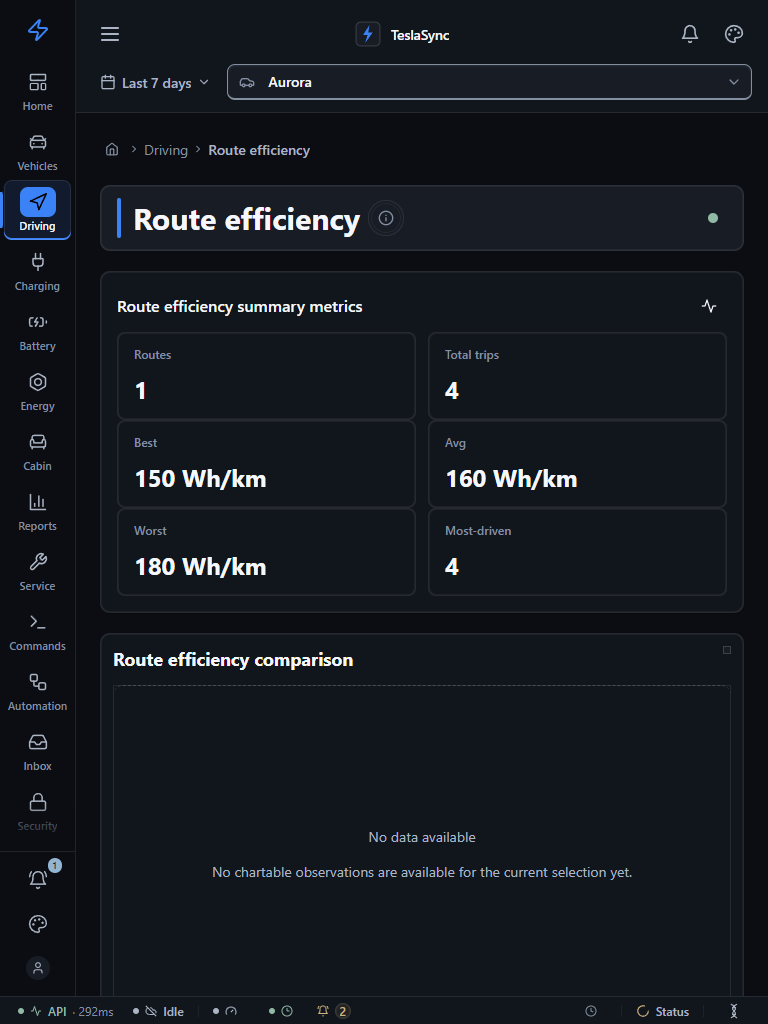 TeslaSync
Last 7 days
Aurora
Home
Vehicles
Driving
Charging
Battery
Energy
Cabin
Reports
Service
Commands
Automation
Inbox
Security
1
Driving
Route efficiency
Route efficiency
Route efficiency summary metrics
Routes
1
Total trips
4
Best
150 Wh/km
Avg
160 Wh/km
Worst
180 Wh/km
Most-driven
4
Route efficiency comparison
No data available
No chartable observations are available for the current selection yet.
API · 292ms
Idle
2
Status